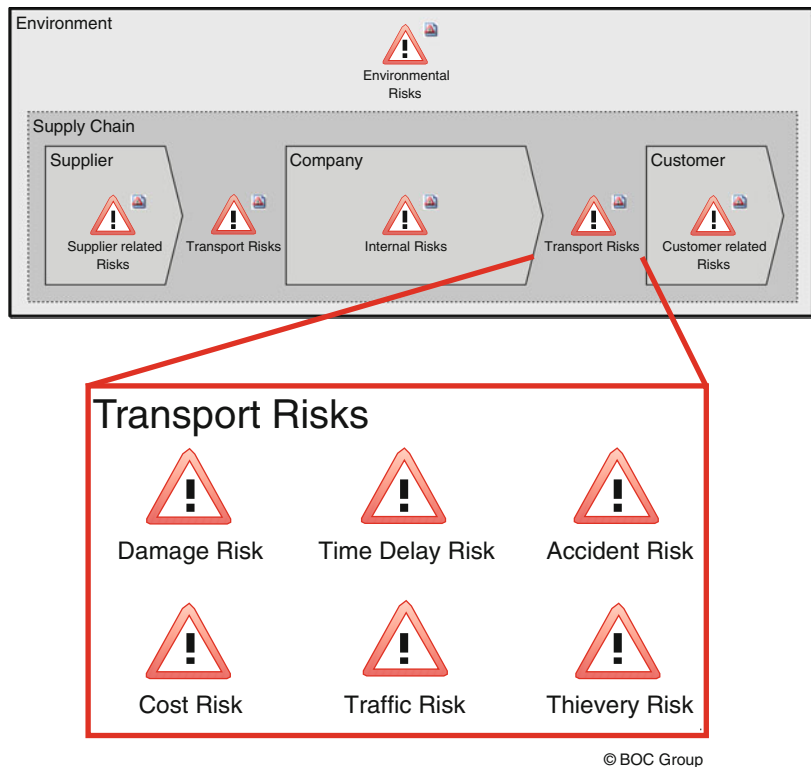 Environment
Environmental
Risks
Supply Chain
Supplier
Company
Customer
Supplier related
Risks
Transport Risks
Internal Risks
Transport Risks
Customer related
Risks
Transport Risks
Damage Risk
Time Delay Risk
Accident Risk
Cost Risk
Traffic Risk
Thievery Risk
© BOC Group